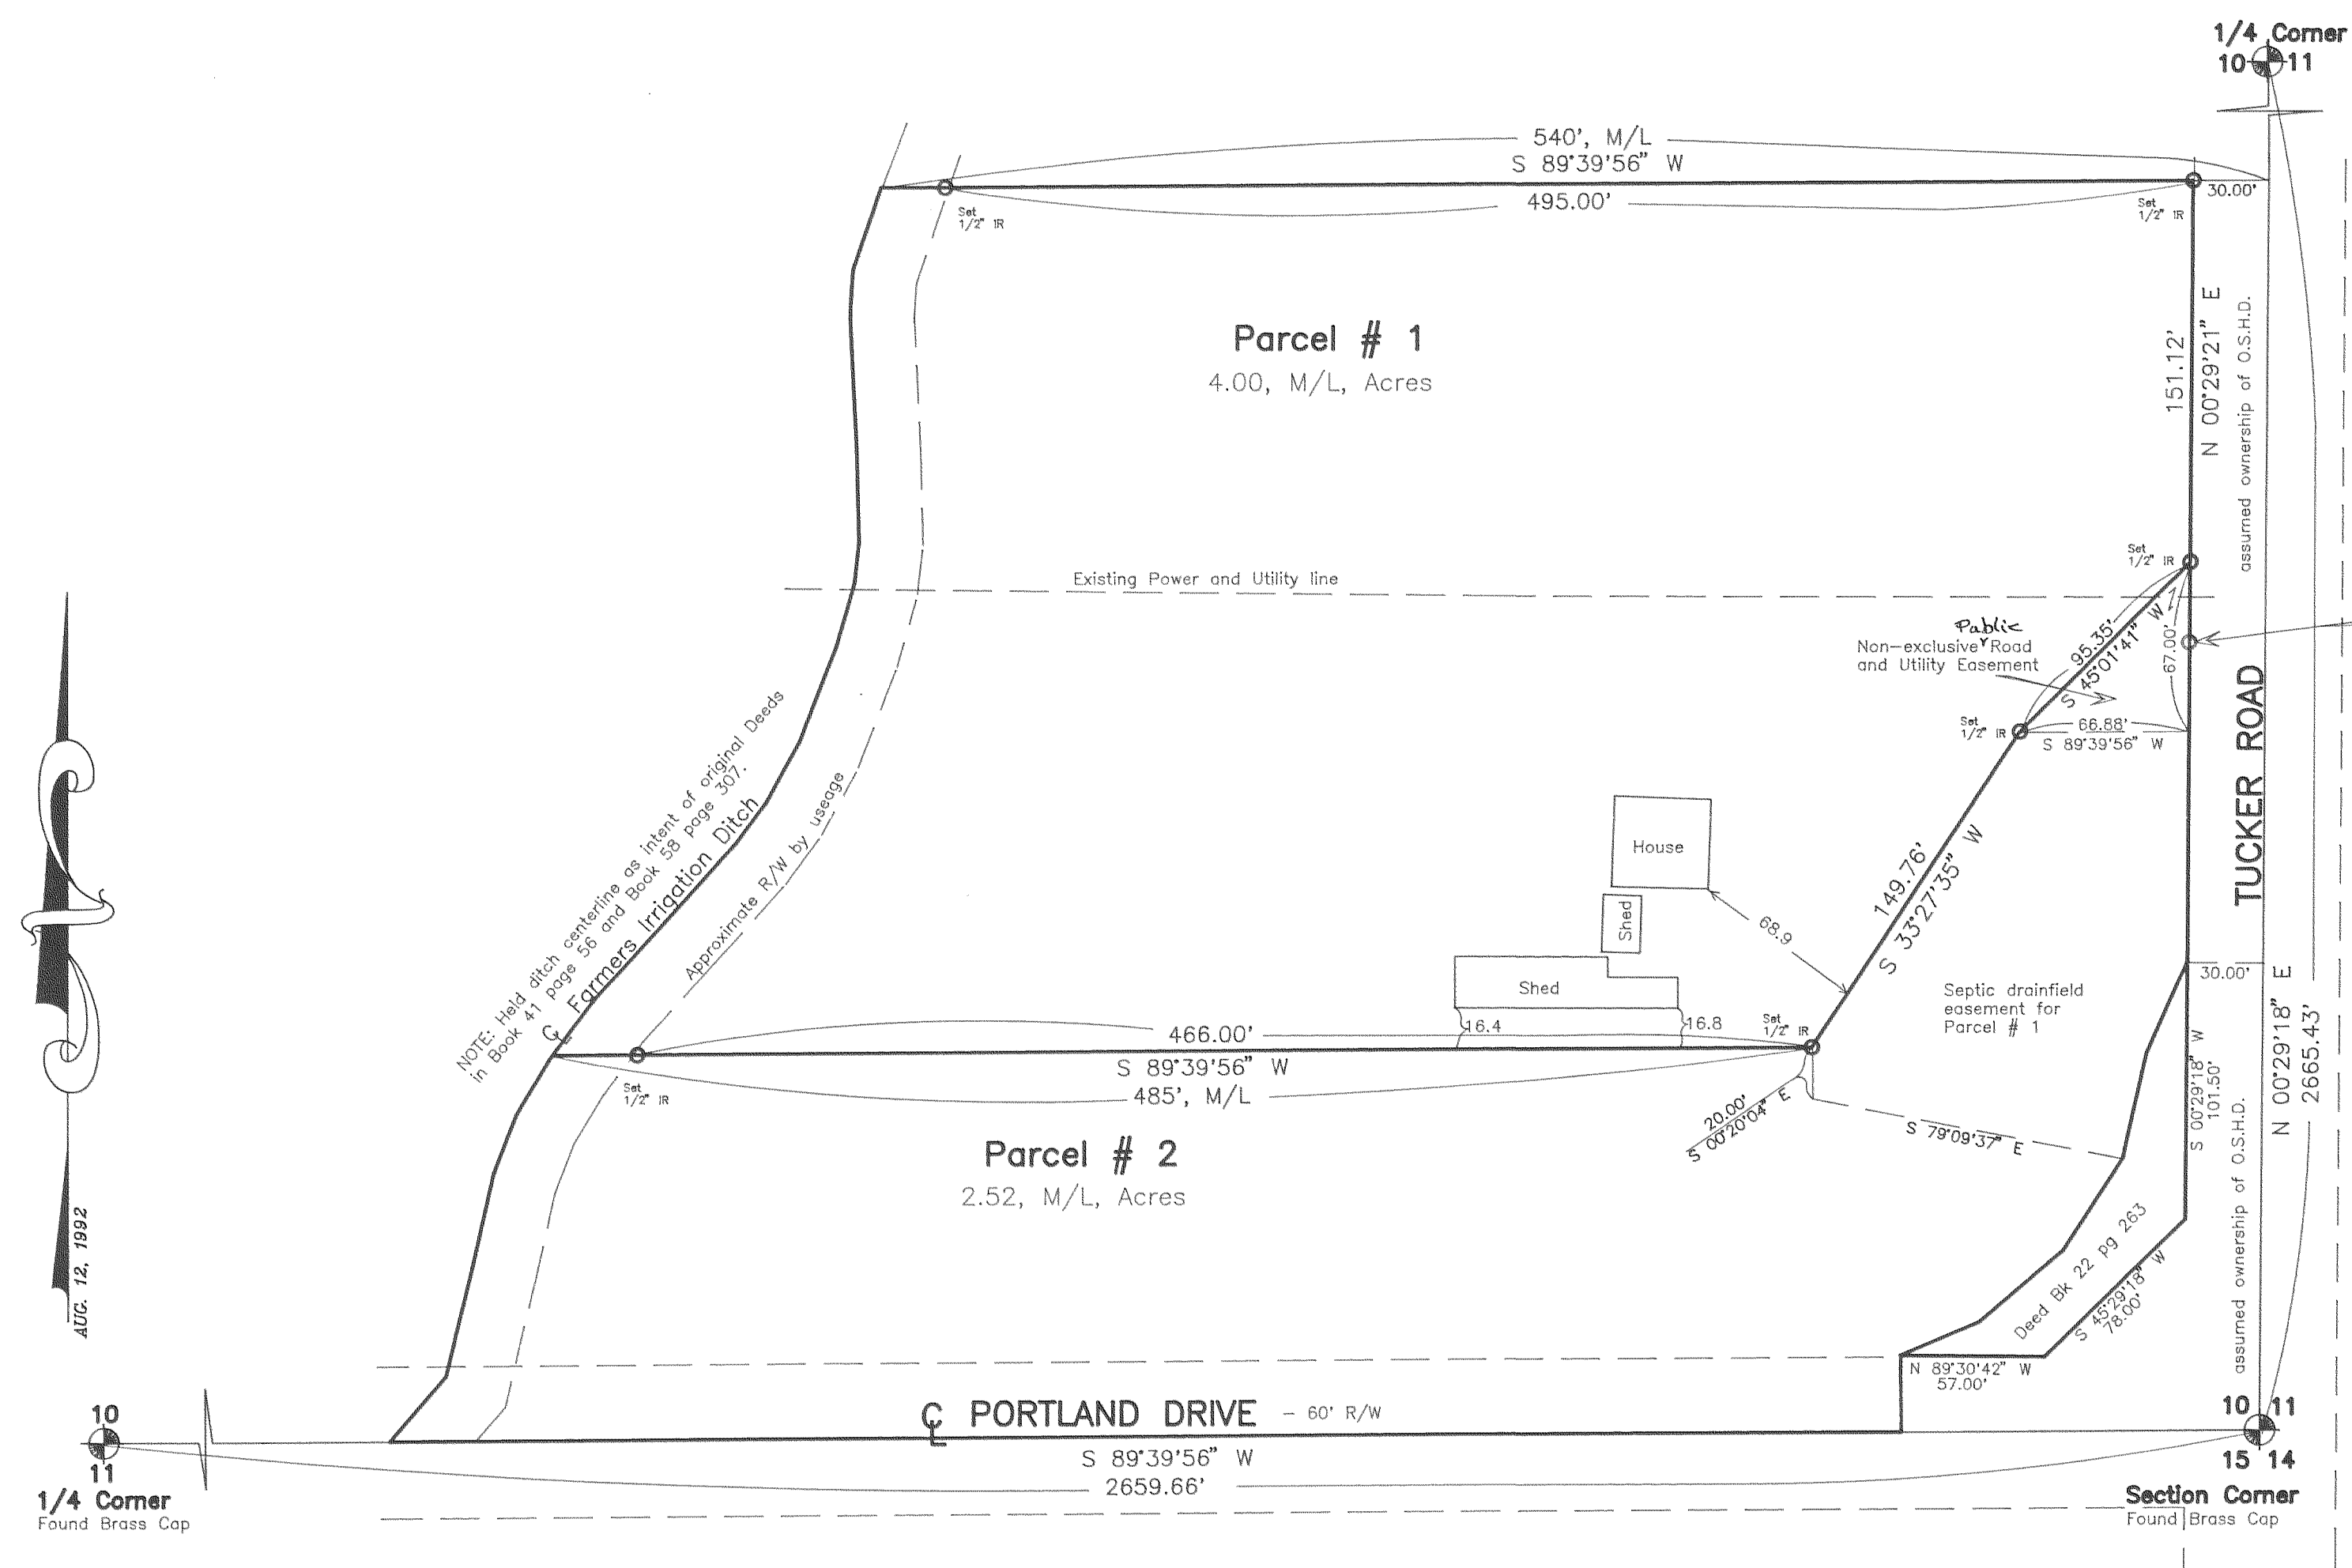 1/4 Corner
10 11
540', M/L
S 89°39'56" W
495.00'
30.00'
Set
1/2" IR
Set
1/2" IR
Parcel # 1
4.00, M/L, Acres
151.12'
N 00°29'21" E
assumed ownership of O.S.H.D.
Existing Power and Utility line
Set
1/2" IR
Public
Non-exclusive Road
and Utility Easement
95.35'
S 45°01'41" W
67.00'
66.88'
S 89°39'56" W
Set
1/2" IR
TUCKER ROAD
NOTE: Held ditch centerline as intent of original Deeds
in Book 41 page 56 and Book 58 page 307.
℄ Farmers Irrigation Ditch
Approximate R/W by useage
House
Shed
Shed
68.9
149.76'
S 33°27'35" W
16.4
16.8
Set
1/2" IR
466.00'
S 89°39'56" W
485', M/L
Set
1/2" IR
Septic drainfield
easement for
Parcel # 1
30.00'
S 00°29'18" W
101.50'
N 00°29'18" E
2665.43'
20.00'
S 00°20'04" E
S 79°09'37" E
Parcel # 2
2.52, M/L, Acres
Deed Bk 22 pg 263
S 45°29'18" W
78.00'
assumed ownership of O.S.H.D.
N 89°30'42" W
57.00'
AUG. 12, 1992
℄ PORTLAND DRIVE - 60' R/W
S 89°39'56" W
2659.66'
10
11
1/4 Corner
Found Brass Cap
10 11
15 14
Section Corner
Found Brass Cap